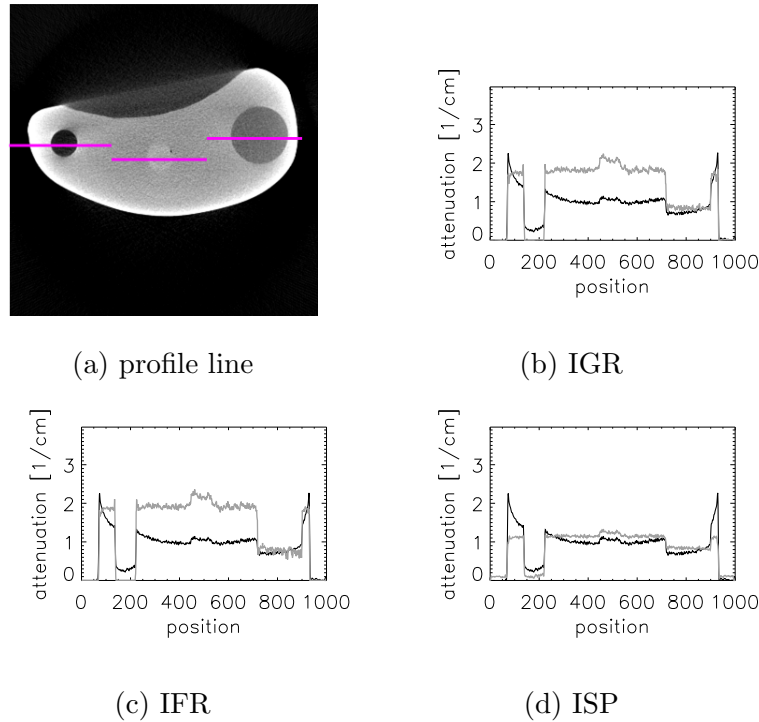 attenuation [1/cm]
3
2
1
0
0 200 400 600 800 1000
position
(a) profile line
(b) IGR
attenuation [1/cm]
3
2
1
0
0 200 400 600 800 1000
position
attenuation [1/cm]
3
2
1
0
0 200 400 600 800 1000
position
(c) IFR
(d) ISP